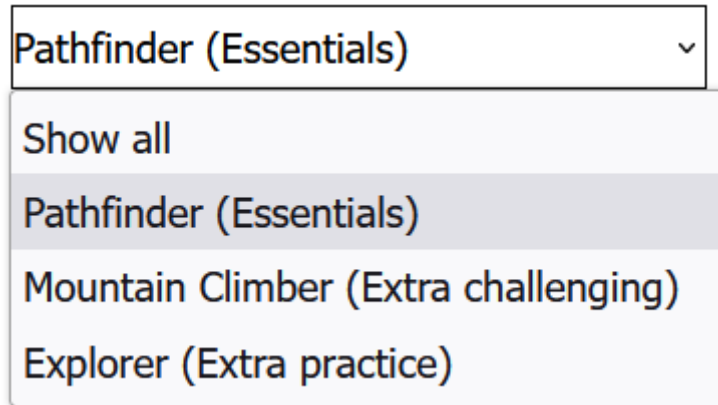 Pathfinder (Essentials)
Show all
Pathfinder (Essentials)
Mountain Climber (Extra challenging)
Explorer (Extra practice)